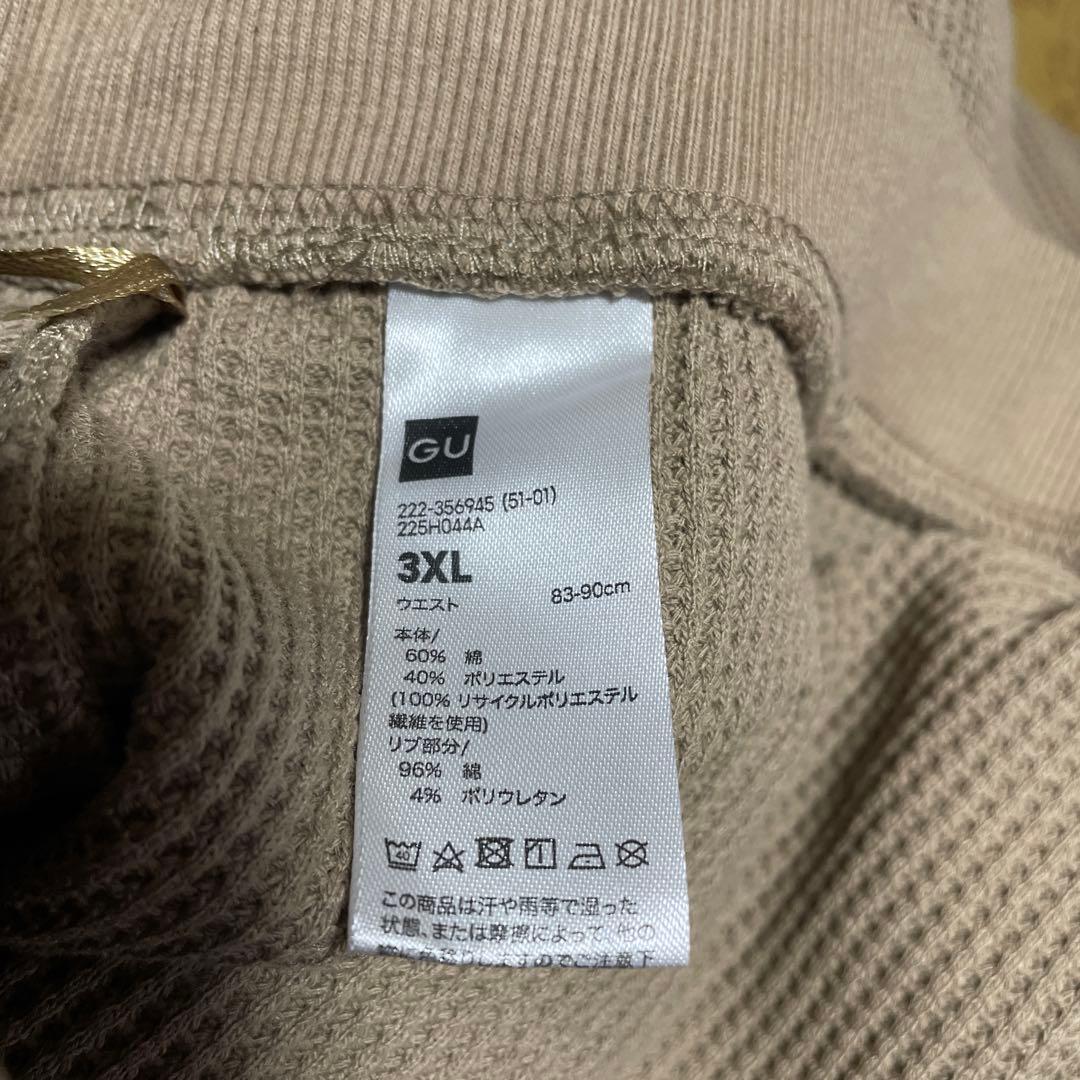 GU
222-356945 (51-01)
225H044A
3XL
ウエスト 83-90cm
本体/
60% 綿
40% ポリエステル
(100% リサイクルポリエステル
繊維を使用)
リブ部分/
96% 綿
4% ポリウレタン
40
この商品は汗や雨等で湿った
状態、または摩擦によって、他の